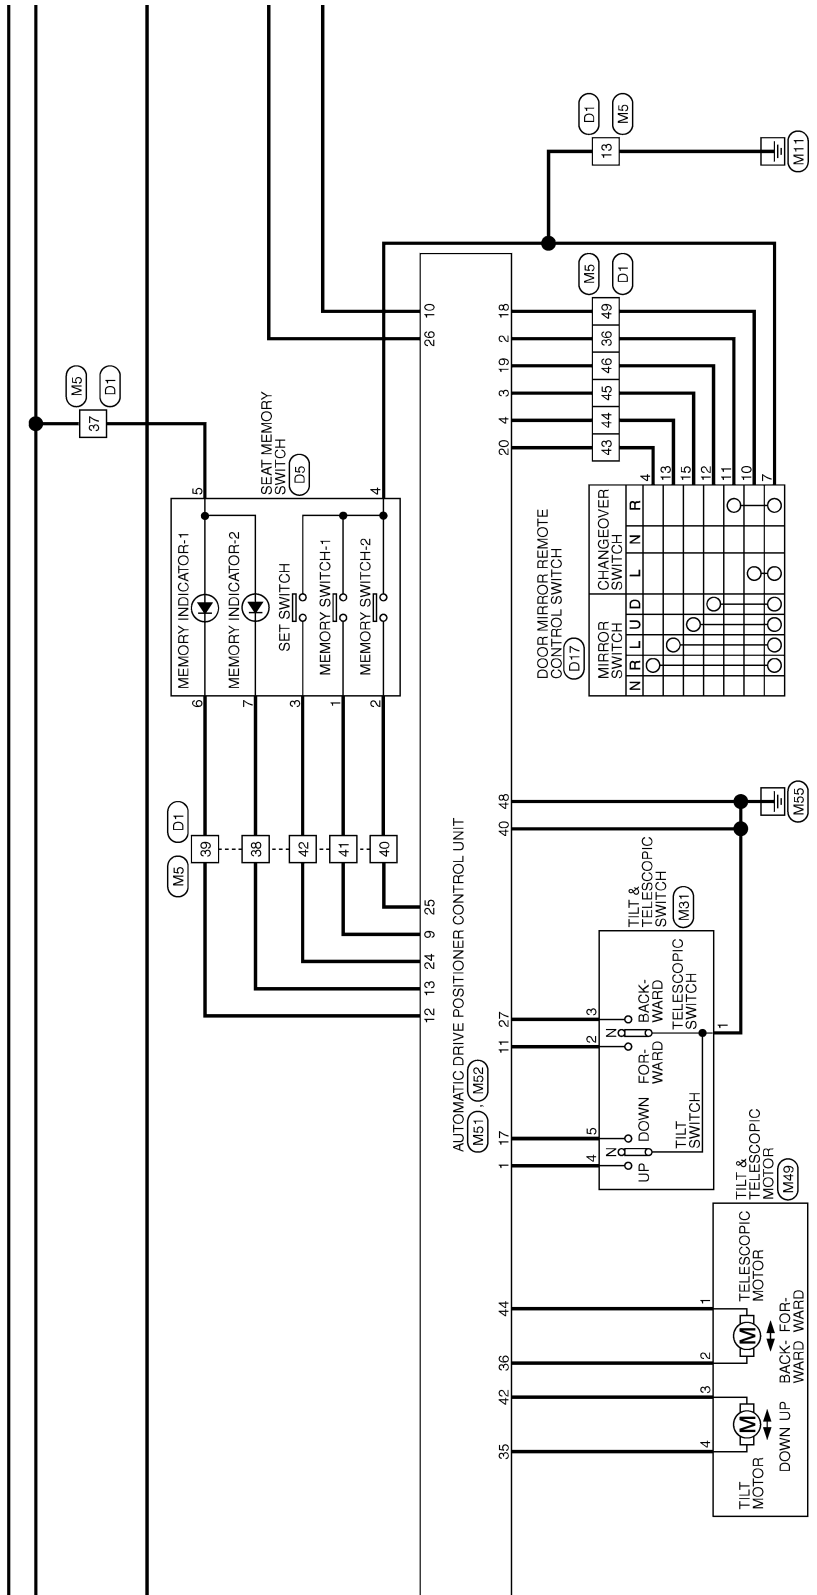 M5
D1
37
SEAT MEMORY
SWITCH
D5
5
MEMORY INDICATOR-1
MEMORY INDICATOR-2
SET SWITCH
MEMORY SWITCH-1
MEMORY SWITCH-2
4
6
7
3
1
2
M5
D1
39
38
42
41
40
12
13
24
9
25
26
10
AUTOMATIC DRIVE POSITIONER CONTROL UNIT
M51 , M52
35
42
36
44
1
17
11
27
40
48
20
4
3
19
2
18
TILT &
TELESCOPIC
MOTOR
M49
4
3
2
1
TILT
MOTOR
M
DOWN UP
M
TELESCOPIC
MOTOR
BACK- FOR-
WARD WARD
TILT &
TELESCOPIC
SWITCH
M31
4
5
2
3
UP
N
DOWN
TILT
SWITCH
FOR-
WARD
N
BACK-
WARD
TELESCOPIC
SWITCH
1
M55
DOOR MIRROR REMOTE
CONTROL SWITCH
D17
MIRROR
SWITCH
CHANGEOVER
SWITCH
N R L U D L N R
4
13
15
12
11
10
7
43
44
45
46
36
49
M5
D1
D1
M5
13
M11